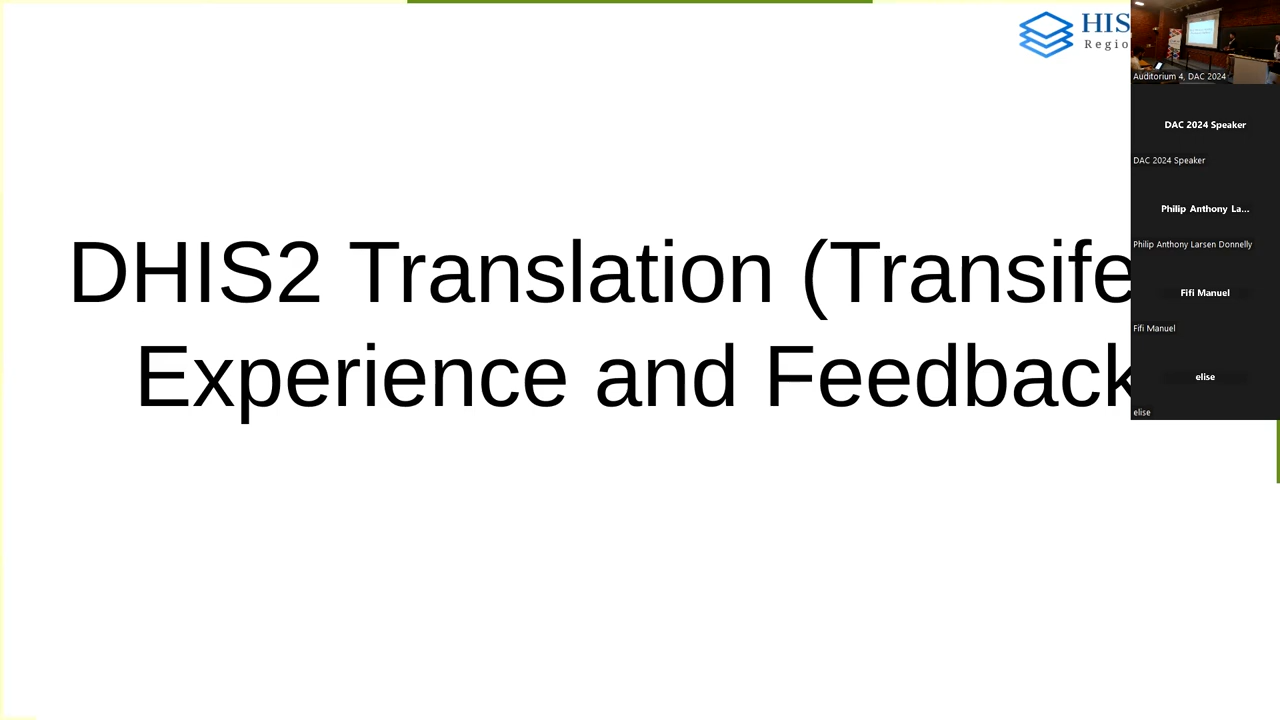 HIS
Regio
DHIS2 Translation (Transife
Experience and Feedback
Auditorium 4, DAC 2024
DAC 2024 Speaker
DAC 2024 Speaker
Philip Anthony La...
Philip Anthony Larsen Donnelly
Fifi Manuel
Fifi Manuel
elise
elise